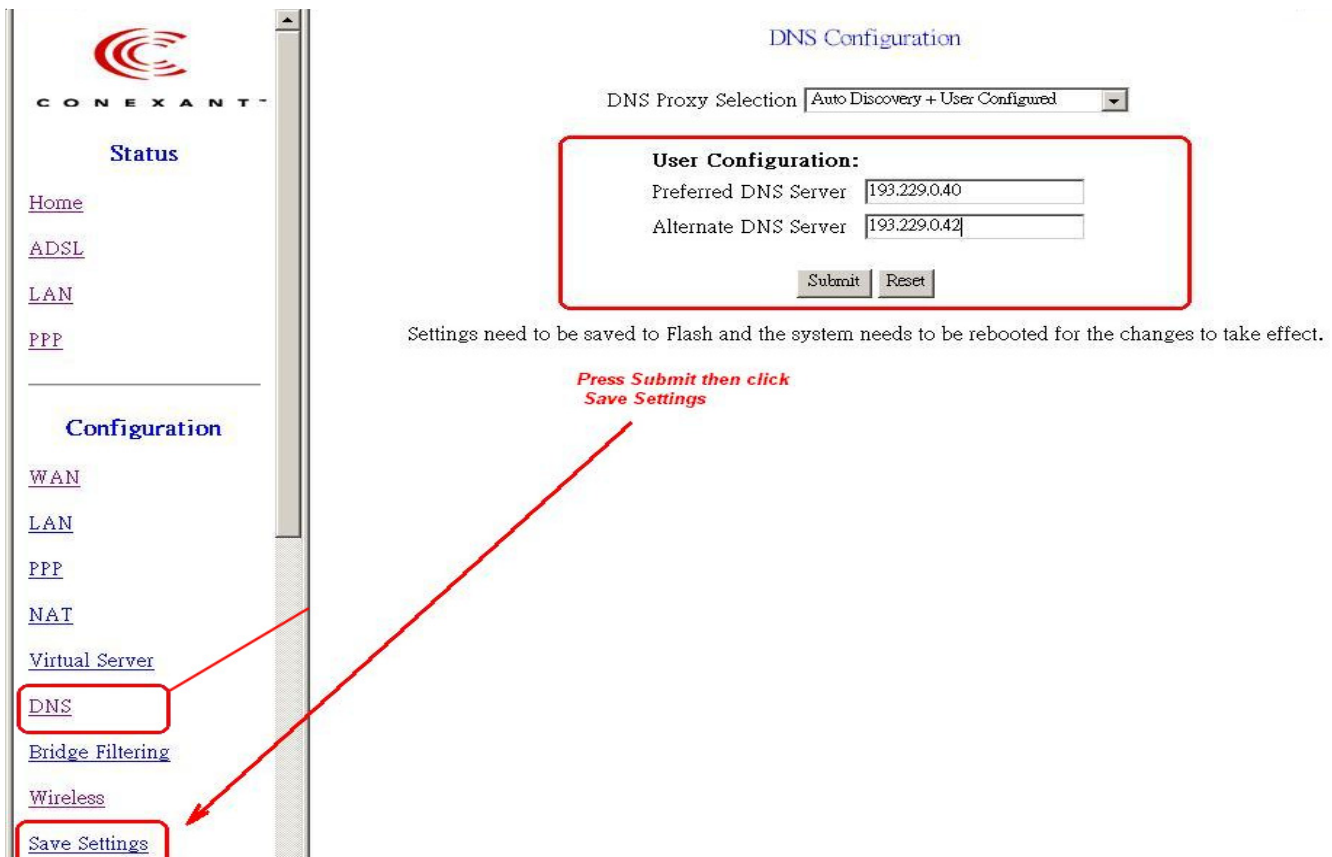 CONEXANT™
Status
Home
ADSL
LAN
PPP
Configuration
WAN
LAN
PPP
NAT
Virtual Server
DNS
Bridge Filtering
Wireless
Save Settings
DNS Configuration
DNS Proxy Selection Auto Discovery + User Configured
User Configuration:
Preferred DNS Server 193.229.0.40
Alternate DNS Server 193.229.0.42
Submit Reset
Settings need to be saved to Flash and the system needs to be rebooted for the changes to take effect.
Press Submit then click
Save Settings